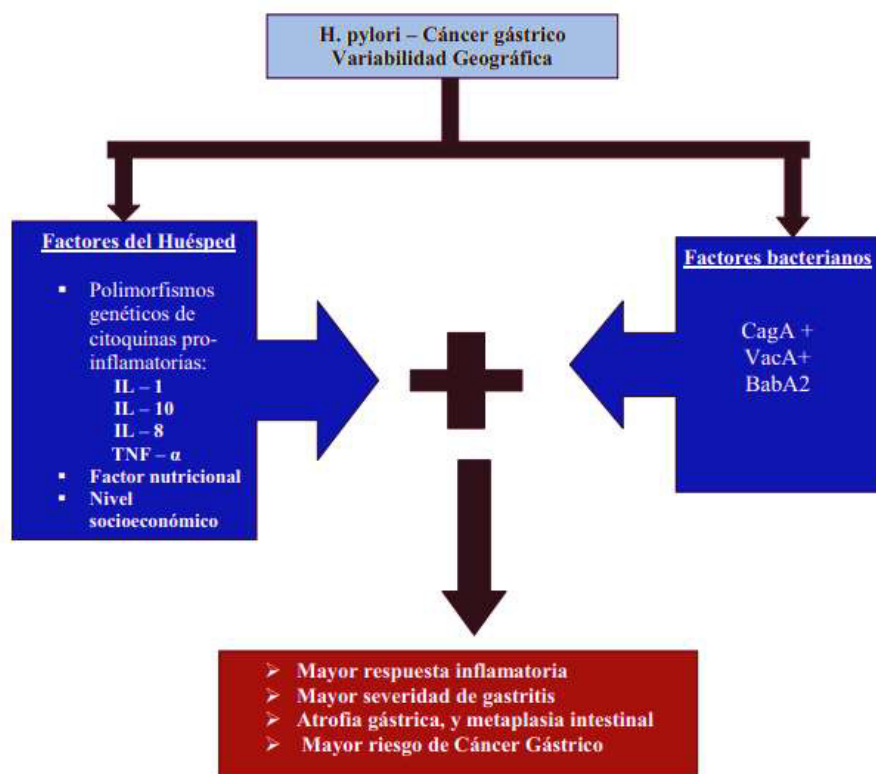 H. pylori – Cáncer gástrico
Variabilidad Geográfica
Factores del Huésped
▪ Polimorfismos
genéticos de
citoquinas pro-
inflamatorias:
IL – 1
IL – 10
IL – 8
TNF – α
▪ Factor nutricional
▪ Nivel
socioeconómico
Factores bacterianos
CagA +
VacA+
BabA2
➢ Mayor respuesta inflamatoria
➢ Mayor severidad de gastritis
➢ Atrofia gástrica, y metaplasia intestinal
➢ Mayor riesgo de Cáncer Gástrico